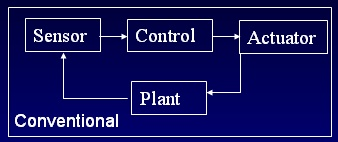 Sensor
Control
Actuator
Plant
Conventional